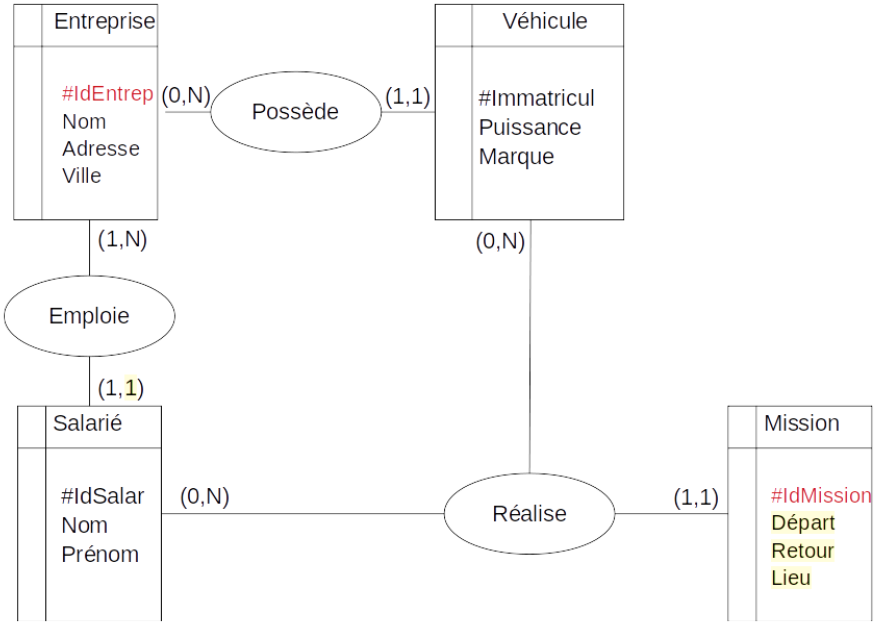 Entreprise
#IdEntrep
Nom
Adresse
Ville
(0,N)
Possède
(1,1)
Véhicule
#Immatricul
Puissance
Marque
(1,N)
Emploie
(1,1)
(0,N)
Salarié
#IdSalar
Nom
Prénom
(0,N)
Réalise
(1,1)
Mission
#IdMission
Départ
Retour
Lieu